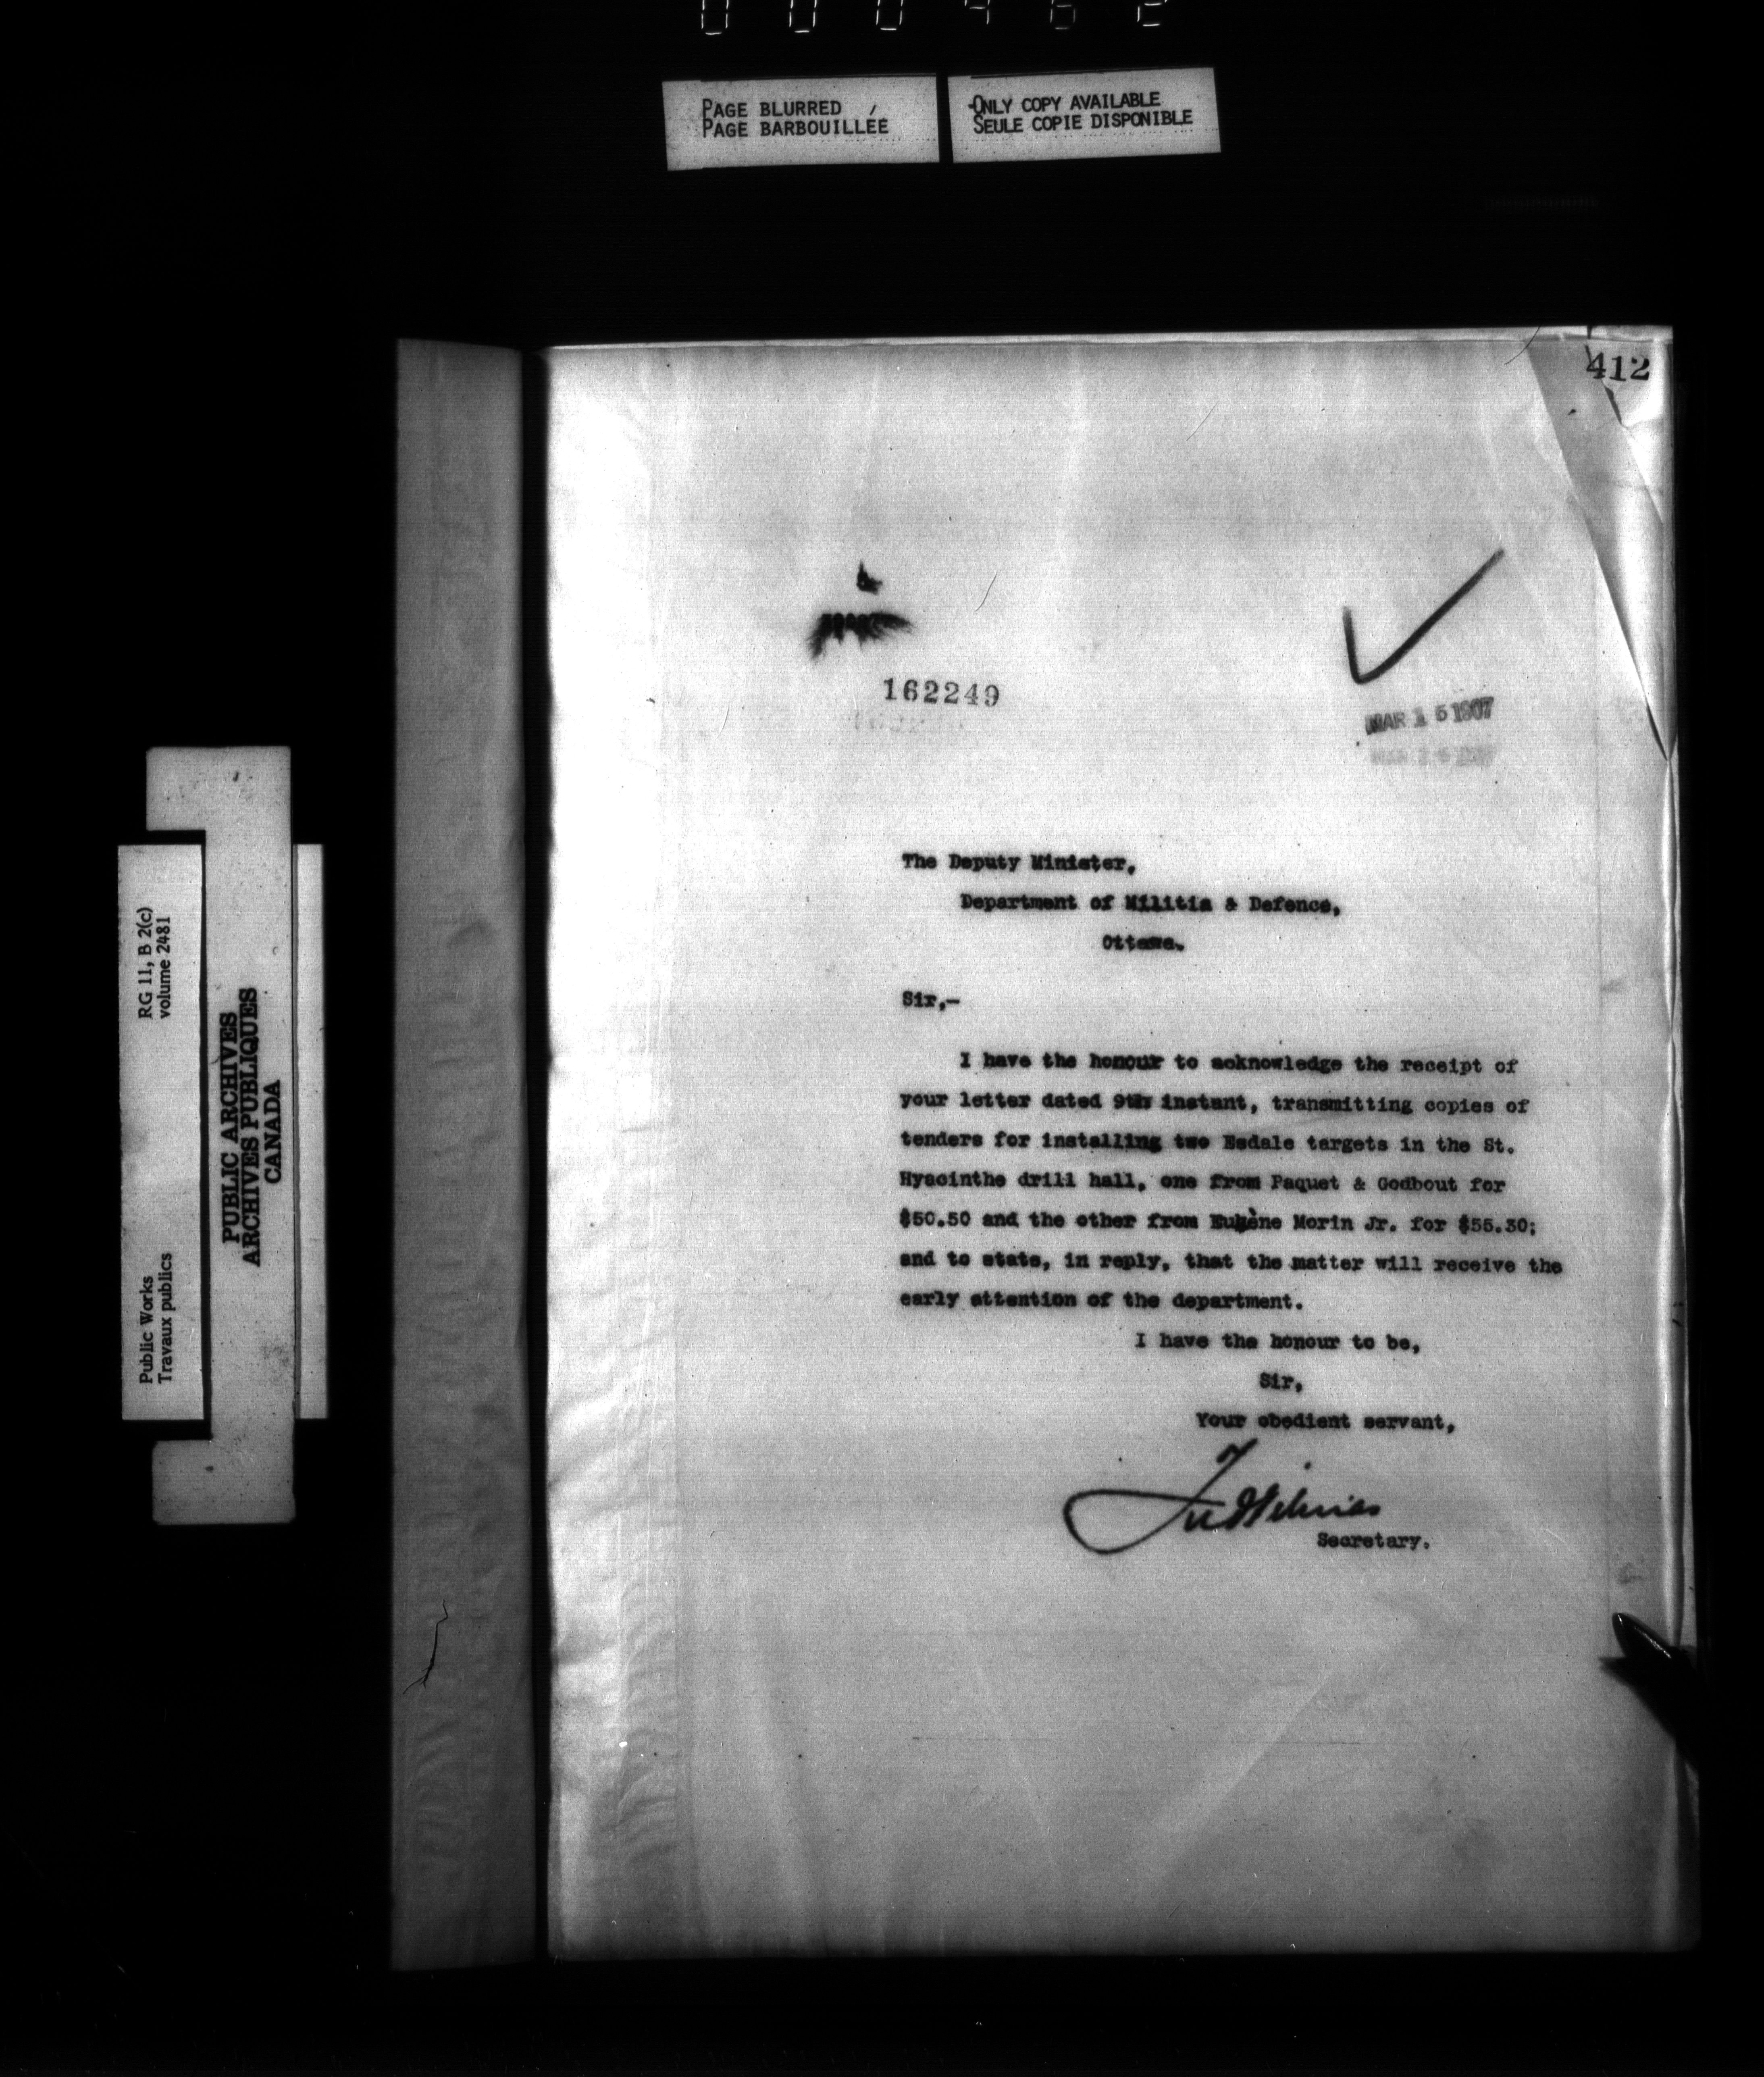 PAGE BLURRED
PAGE BARBOUILLÉE
ONLY COPY AVAILABLE
SEULE COPIE DISPONIBLE
412
162249
MAR 15 1907
The Deputy Minister,
Department of Militia & Defence,
Ottawa.
Sir,-
I have the honour to acknowledge the receipt of
your letter dated 9th instant, transmitting copies of
tenders for installing two Esdale targets in the St.
Hyacinthe drill hall, one from Paquet & Godbout for
$50.50 and the other from Eugène Morin Jr. for $55.30;
and to state, in reply, that the matter will receive the
early attention of the department.
I have the honour to be,
Sir,
Your obedient servant,
Secretary.
RG 11, B 2(c)
volume 2481
Public Works
Travaux publics
PUBLIC ARCHIVES
ARCHIVES PUBLIQUES
CANADA